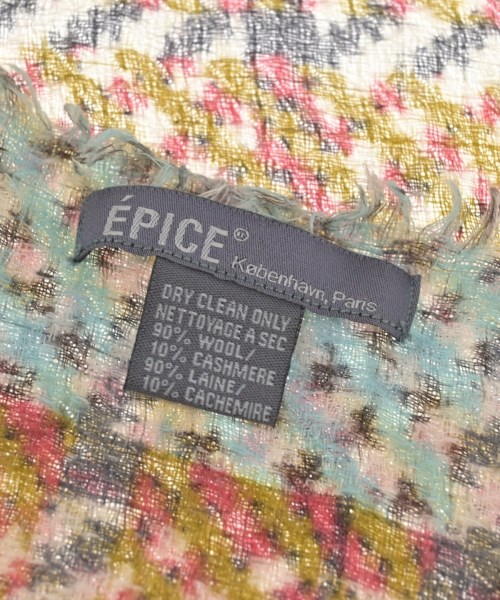 ÉPICE®
København, Paris
DRY CLEAN ONLY
NETTOYAGE A SEC
90% WOOL/
10% CASHMERE
90% LAINE/
10% CACHEMIRE